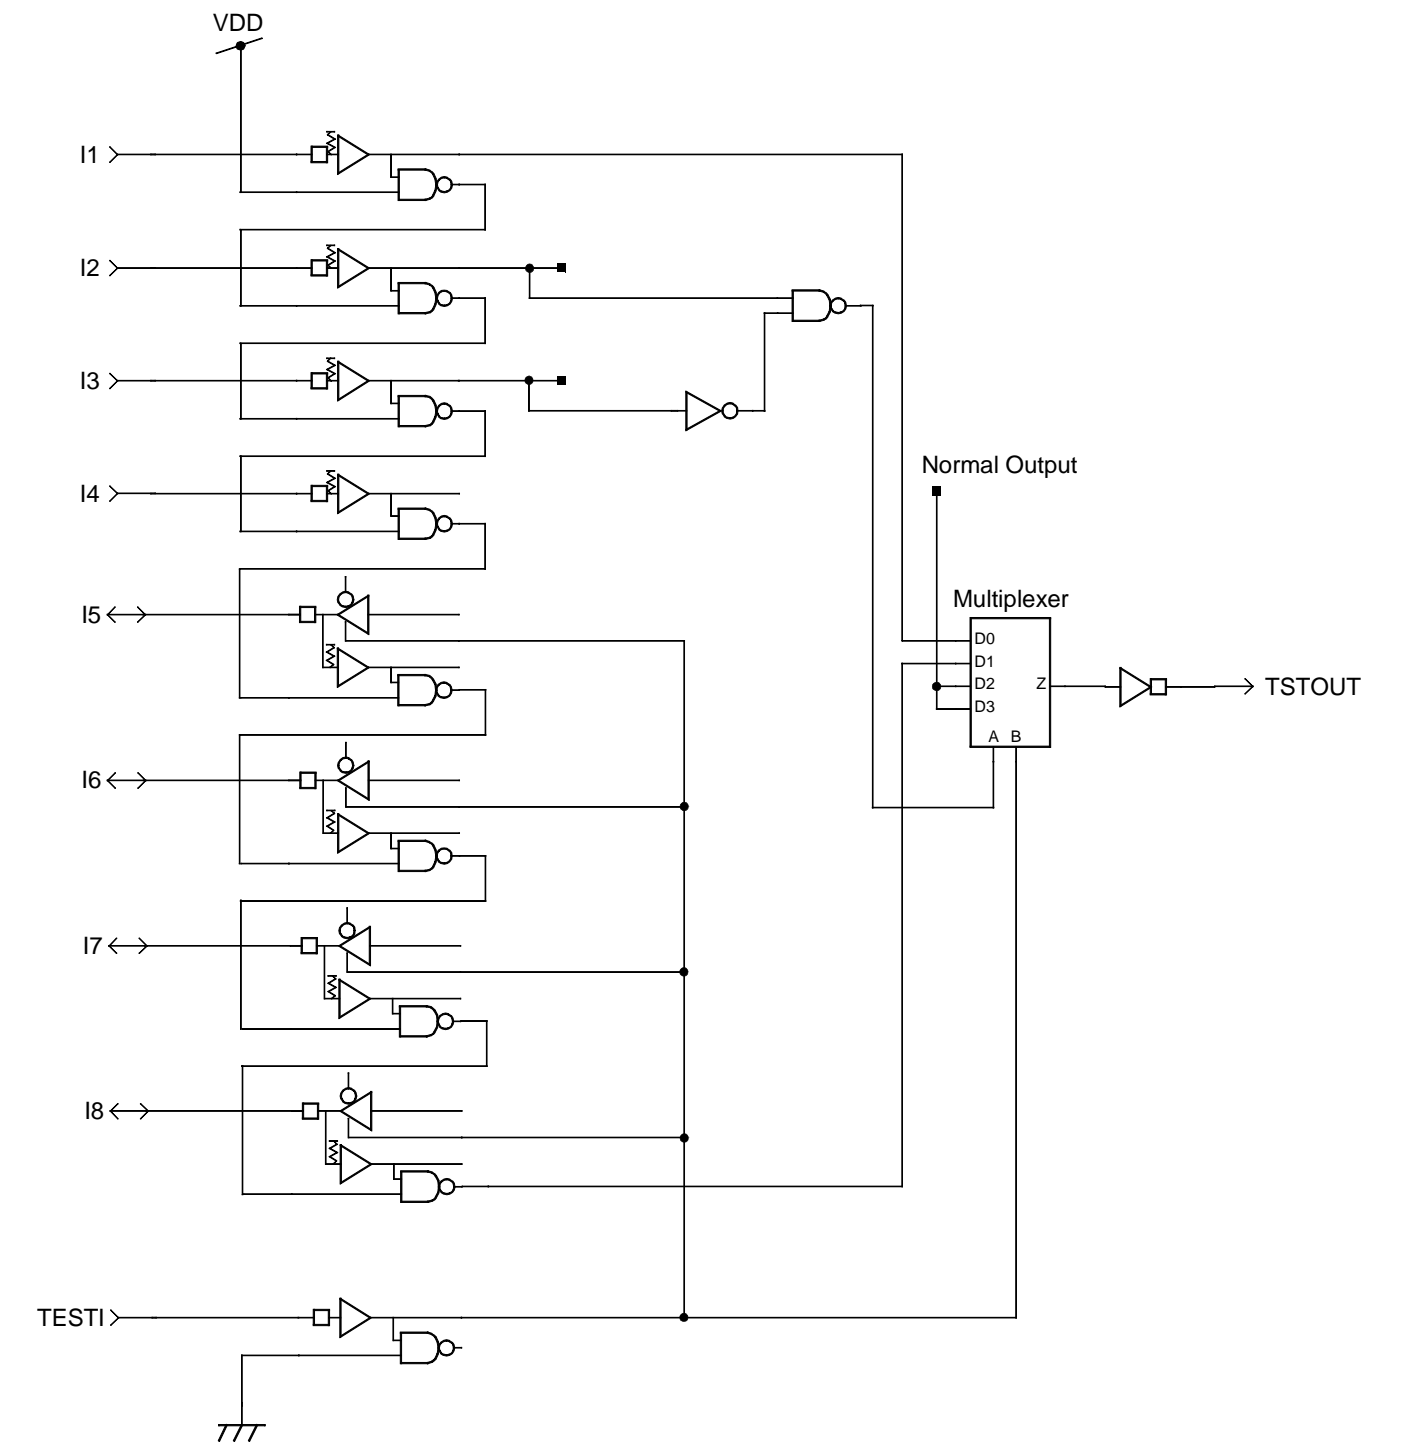 VDD
I1
I2
I3
I4
Normal Output
Multiplexer
I5
D0
D1
D2
Z
TSTOUT
D3
A B
I6
I7
I8
TESTI